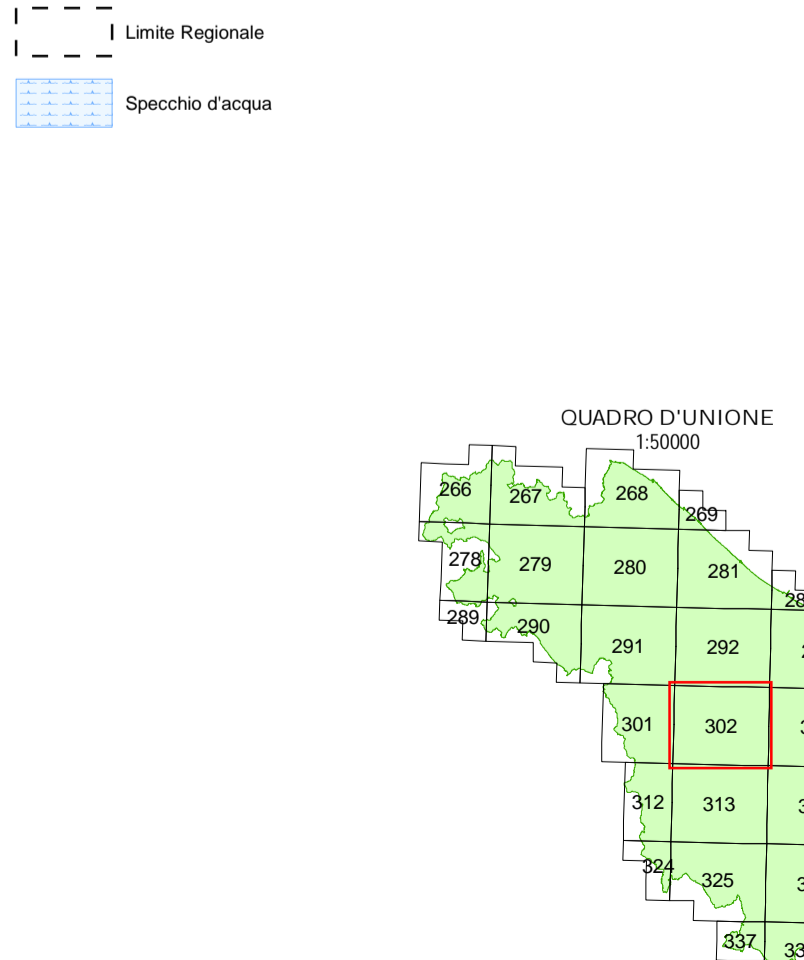 Limite Regionale
Specchio d'acqua
QUADRO D'UNIONE
1:50000
266 267 268
269
278 279 280 281
289 290 291 292
301 302
312 313
324 325
337